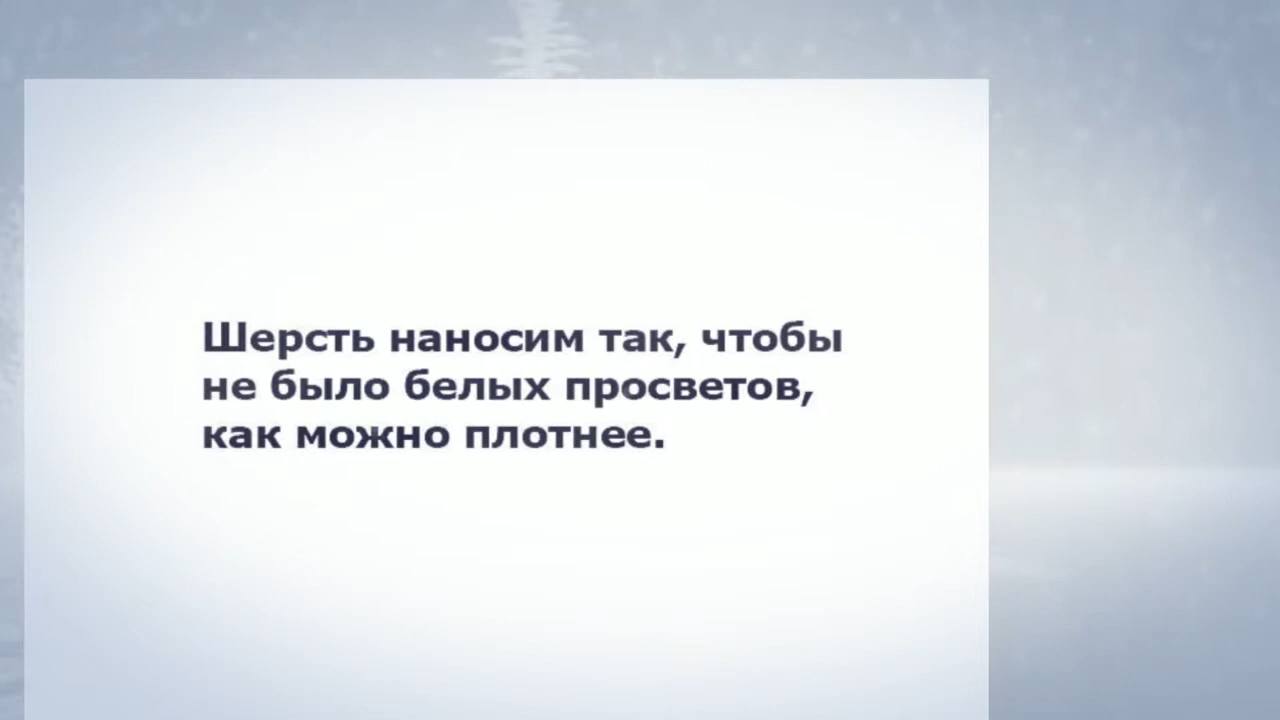 Шерсть наносим так, чтобы
не было белых просветов,
как можно плотнее.